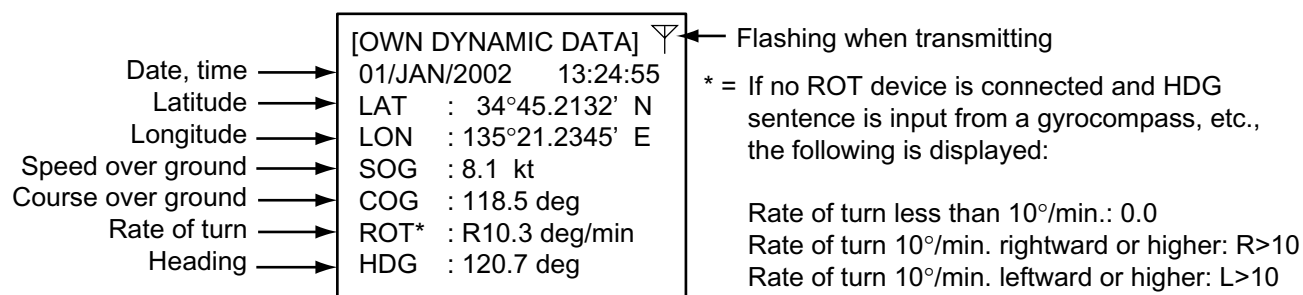 [OWN DYNAMIC DATA]
Flashing when transmitting
Date, time
01/JAN/2002 13:24:55
Latitude
LAT : 34°45.2132’ N
Longitude
LON : 135°21.2345’ E
Speed over ground
SOG : 8.1 kt
Course over ground
COG : 118.5 deg
Rate of turn
ROT* : R10.3 deg/min
Heading
HDG : 120.7 deg
* = If no ROT device is connected and HDG
sentence is input from a gyrocompass, etc.,
the following is displayed:
Rate of turn less than 10°/min.: 0.0
Rate of turn 10°/min. rightward or higher: R>10
Rate of turn 10°/min. leftward or higher: L>10